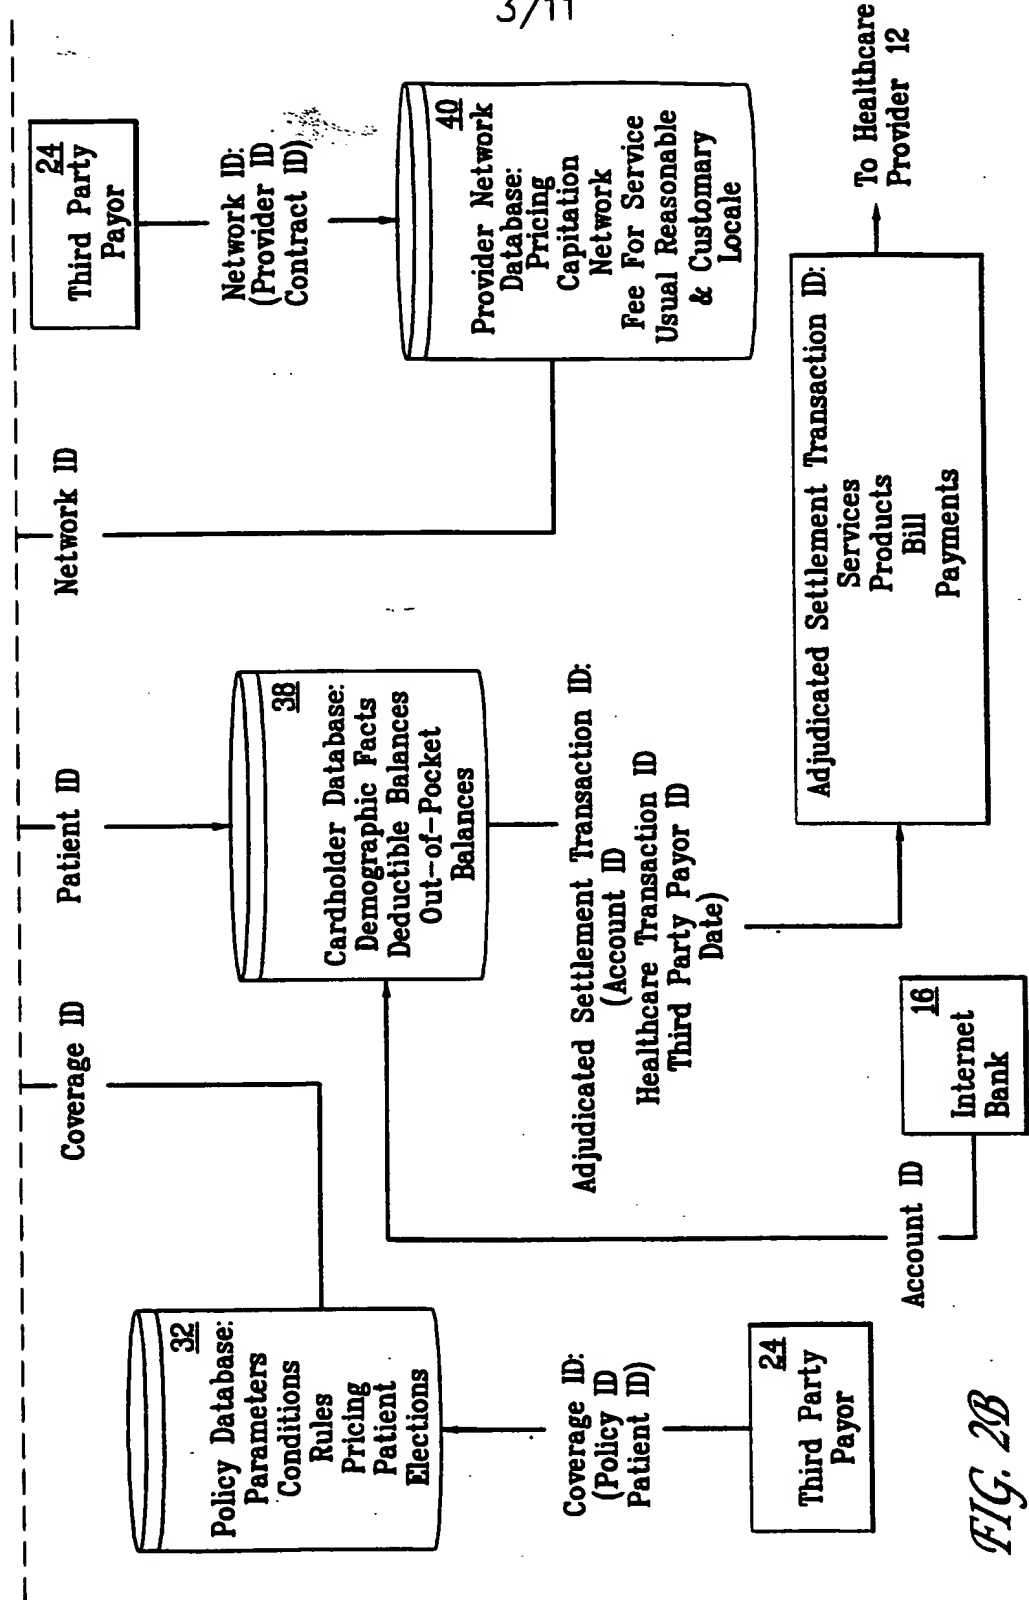 3/11
Coverage ID
Patient ID
Network ID
32
Policy Database:
Parameters
Conditions
Rules
Pricing
Patient
Elections
Coverage ID:
(Policy ID
Patient ID)
24
Third Party
Payor
38
Cardholder Database:
Demographic Facts
Deductible Balances
Out-of-Pocket
Balances
Adjudicated Settlement Transaction ID:
(Account ID
Healthcare Transaction ID
Third Party Payor ID
Date)
Account ID
16
Internet
Bank
24
Third Party
Payor
Network ID:
(Provider ID
Contract ID)
40
Provider Network
Database:
Pricing
Capitation
Network
Fee For Service
Usual Reasonable
& Customary
Locale
Adjudicated Settlement Transaction ID:
Services
Products
Bill
Payments
To Healthcare
Provider 12
FIG. 2B